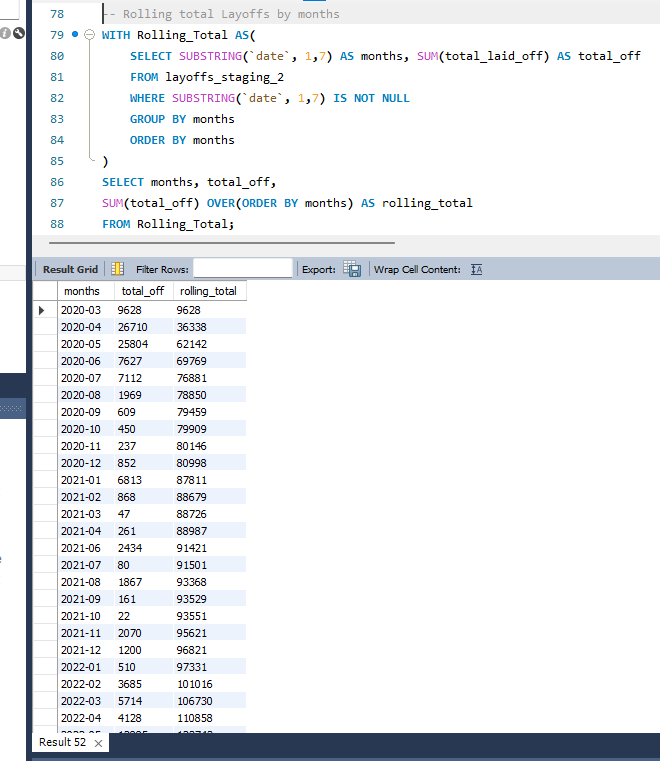 78 -- Rolling total Layoffs by months
79 WITH Rolling_Total AS(
80 SELECT SUBSTRING(`date`, 1,7) AS months, SUM(total_laid_off) AS total_off
81 FROM layoffs_staging_2
82 WHERE SUBSTRING(`date`, 1,7) IS NOT NULL
83 GROUP BY months
84 ORDER BY months
85 )
86 SELECT months, total_off,
87 SUM(total_off) OVER(ORDER BY months) AS rolling_total
88 FROM Rolling_Total;
Result Grid Filter Rows: Export: Wrap Cell Content:
months total_off rolling_total
2020-03 9628 9628
2020-04 26710 36338
2020-05 25804 62142
2020-06 7627 69769
2020-07 7112 76881
2020-08 1969 78850
2020-09 609 79459
2020-10 450 79909
2020-11 237 80146
2020-12 852 80998
2021-01 6813 87811
2021-02 868 88679
2021-03 47 88726
2021-04 261 88987
2021-06 2434 91421
2021-07 80 91501
2021-08 1867 93368
2021-09 161 93529
2021-10 22 93551
2021-11 2070 95621
2021-12 1200 96821
2022-01 510 97331
2022-02 3685 101016
2022-03 5714 106730
2022-04 4128 110858
Result 52